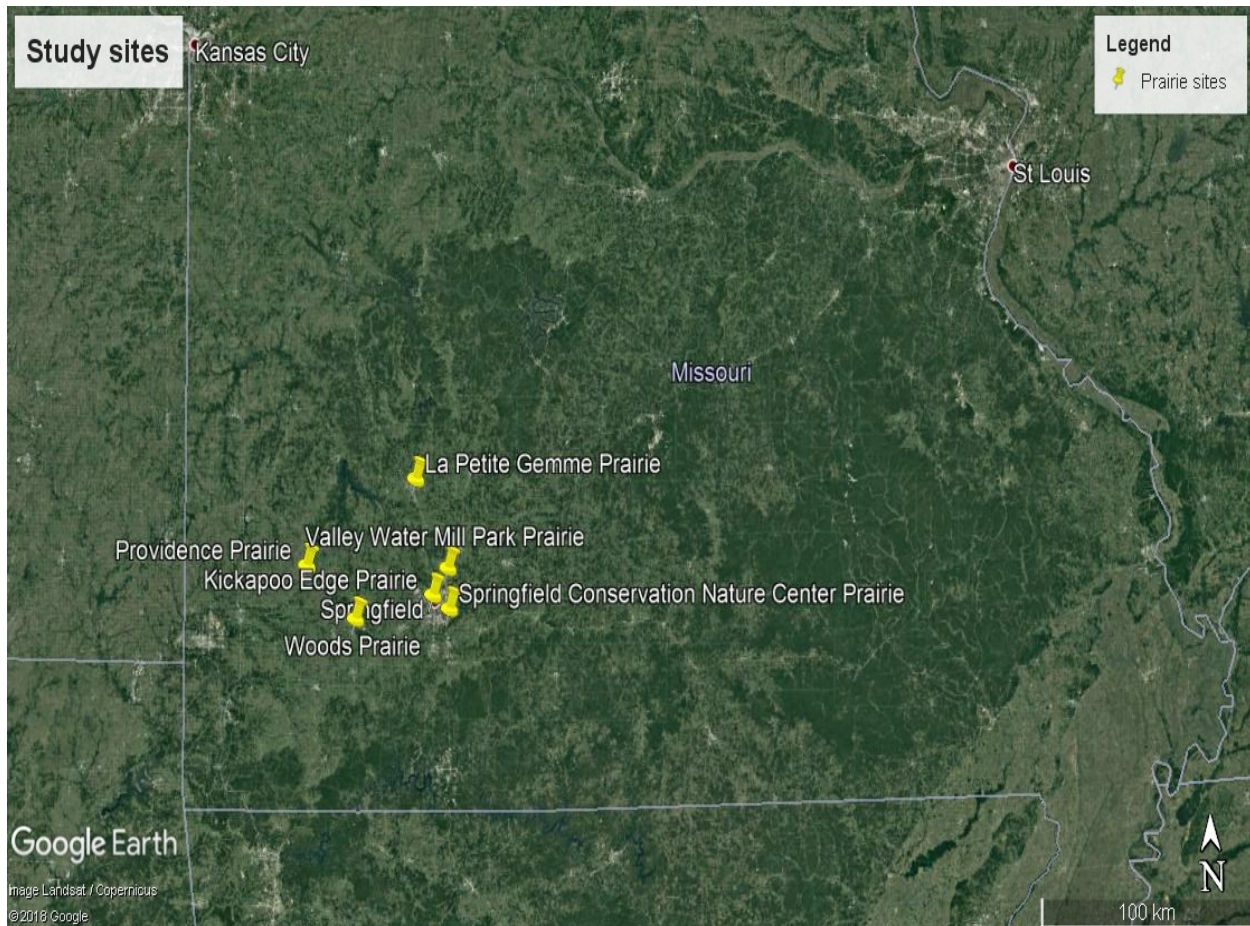 Study sites
Kansas City
Legend
Prairie sites
St Louis
Missouri
La Petite Gemme Prairie
Valley Water Mill Park Prairie
Providence Prairie
Kickapoo Edge Prairie
Springfield Conservation Nature Center Prairie
Springfield
Woods Prairie
Google Earth
Image Landsat / Copernicus
©2018 Google
N
100 km